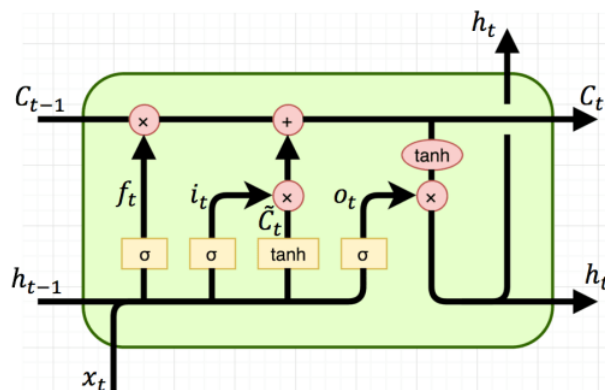 h_t
C_{t-1} × + C_t
tanh
f_t i_t × o_t ×
C̃_t
σ σ tanh σ
h_{t-1} h_t
x_t